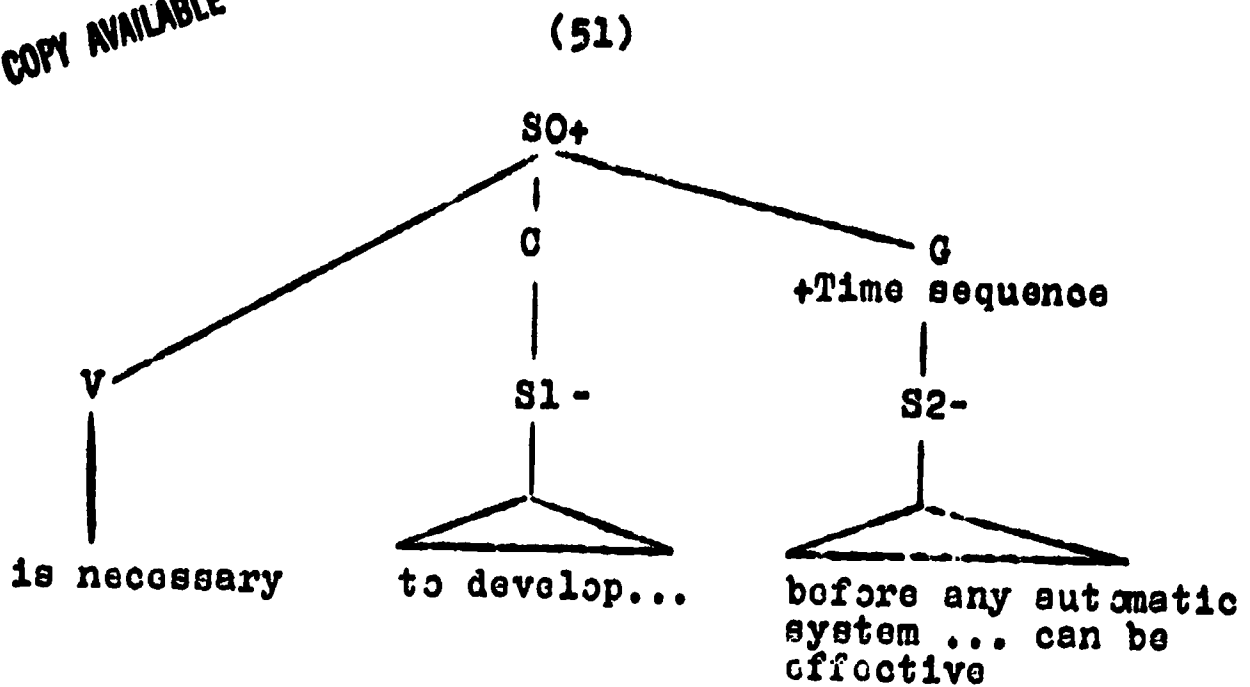 COPY AVAILABLE
(51)
SO+
C
G
+Time sequence
V
S1-
S2-
is necessary
to develop...
before any automatic
system ... can be
effective